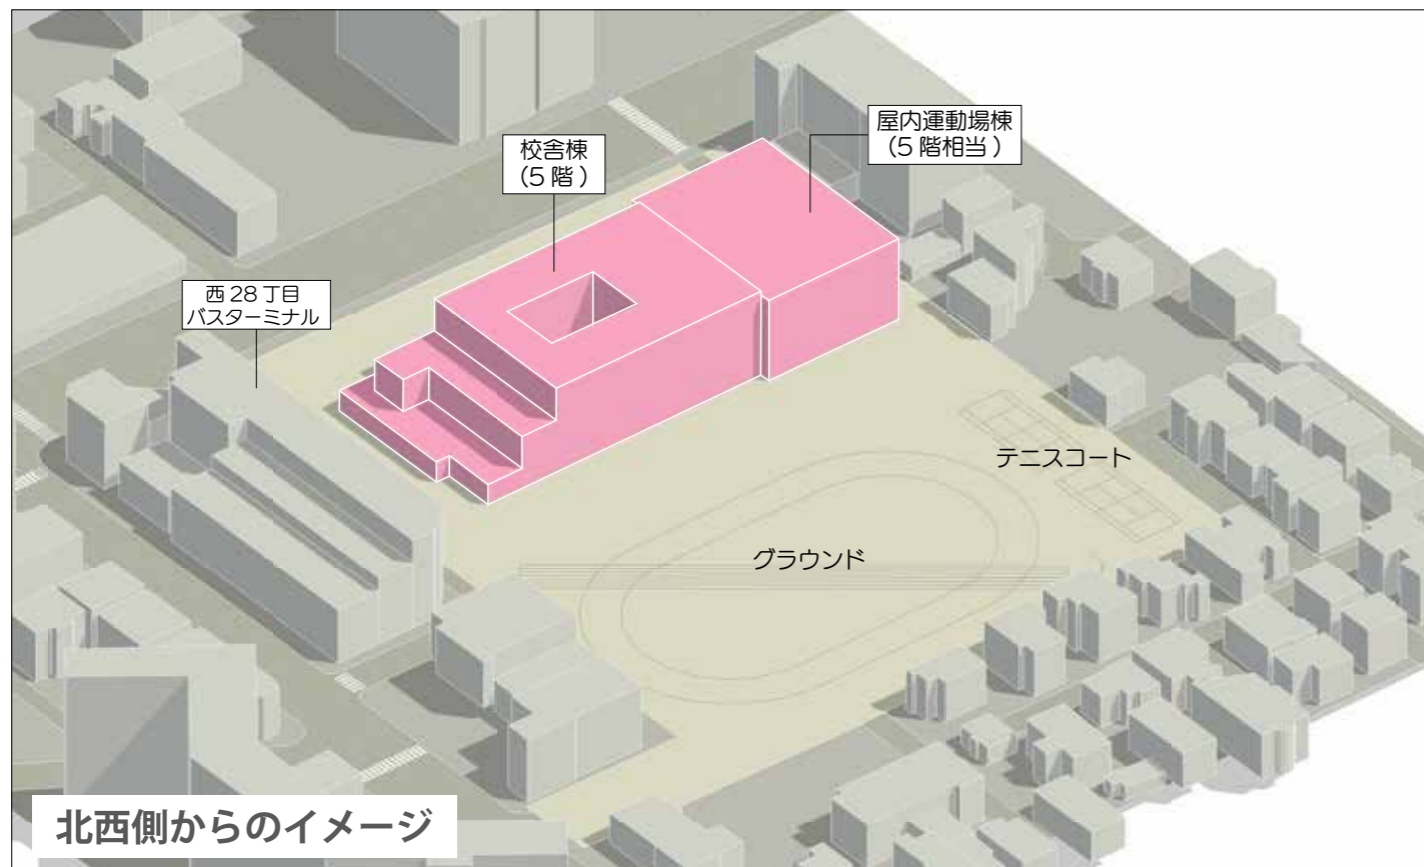 屋内運動場棟
(5 階相当 )
校舎棟
(5 階 )
西 28 丁目
バスターミナル
テニスコート
グラウンド
北西側からのイメージ